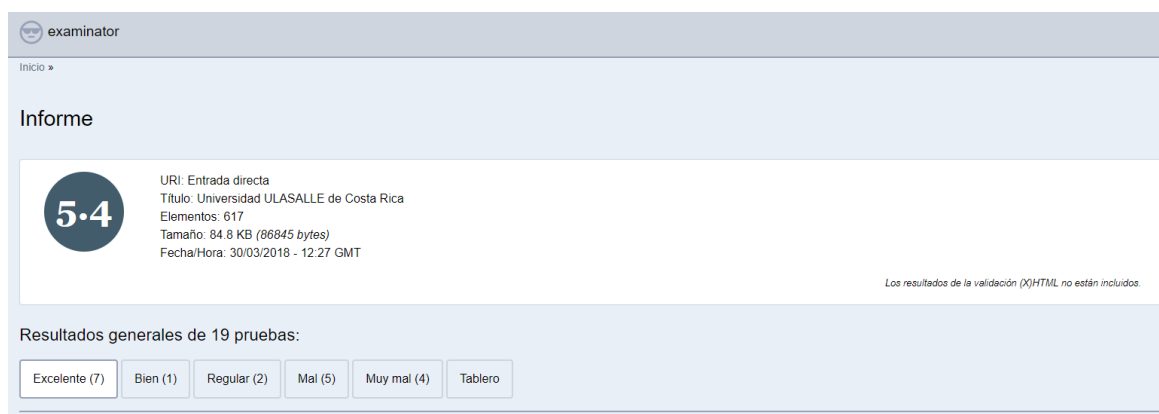 examinator
Inicio »
Informe
5.4
URI: Entrada directa
Título: Universidad ULASALLE de Costa Rica
Elementos: 617
Tamaño: 84.8 KB (86845 bytes)
Fecha/Hora: 30/03/2018 - 12:27 GMT
Los resultados de la validación (X)HTML no están incluidos.
Resultados generales de 19 pruebas:
Excelente (7) Bien (1) Regular (2) Mal (5) Muy mal (4) Tablero